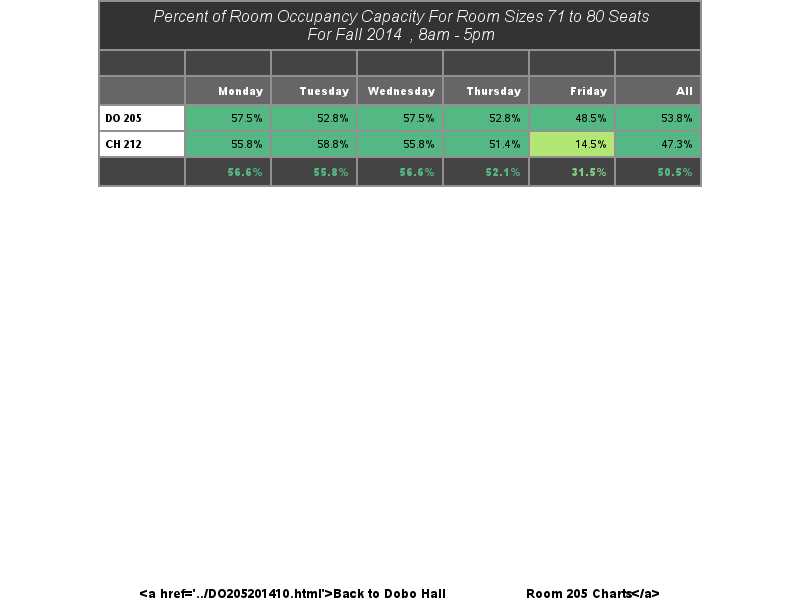 Percent of Room Occupancy Capacity For Room Sizes 71 to 80 Seats
For Fall 2014 , 8am - 5pm
Monday Tuesday Wednesday Thursday Friday All
DO 205 57.5% 52.8% 57.5% 52.8% 48.5% 53.8%
CH 212 55.8% 58.8% 55.8% 51.4% 14.5% 47.3%
56.6% 55.8% 56.6% 52.1% 31.5% 50.5%
<a href='../DO205201410.html'>Back to Dobo Hall Room 205 Charts</a>